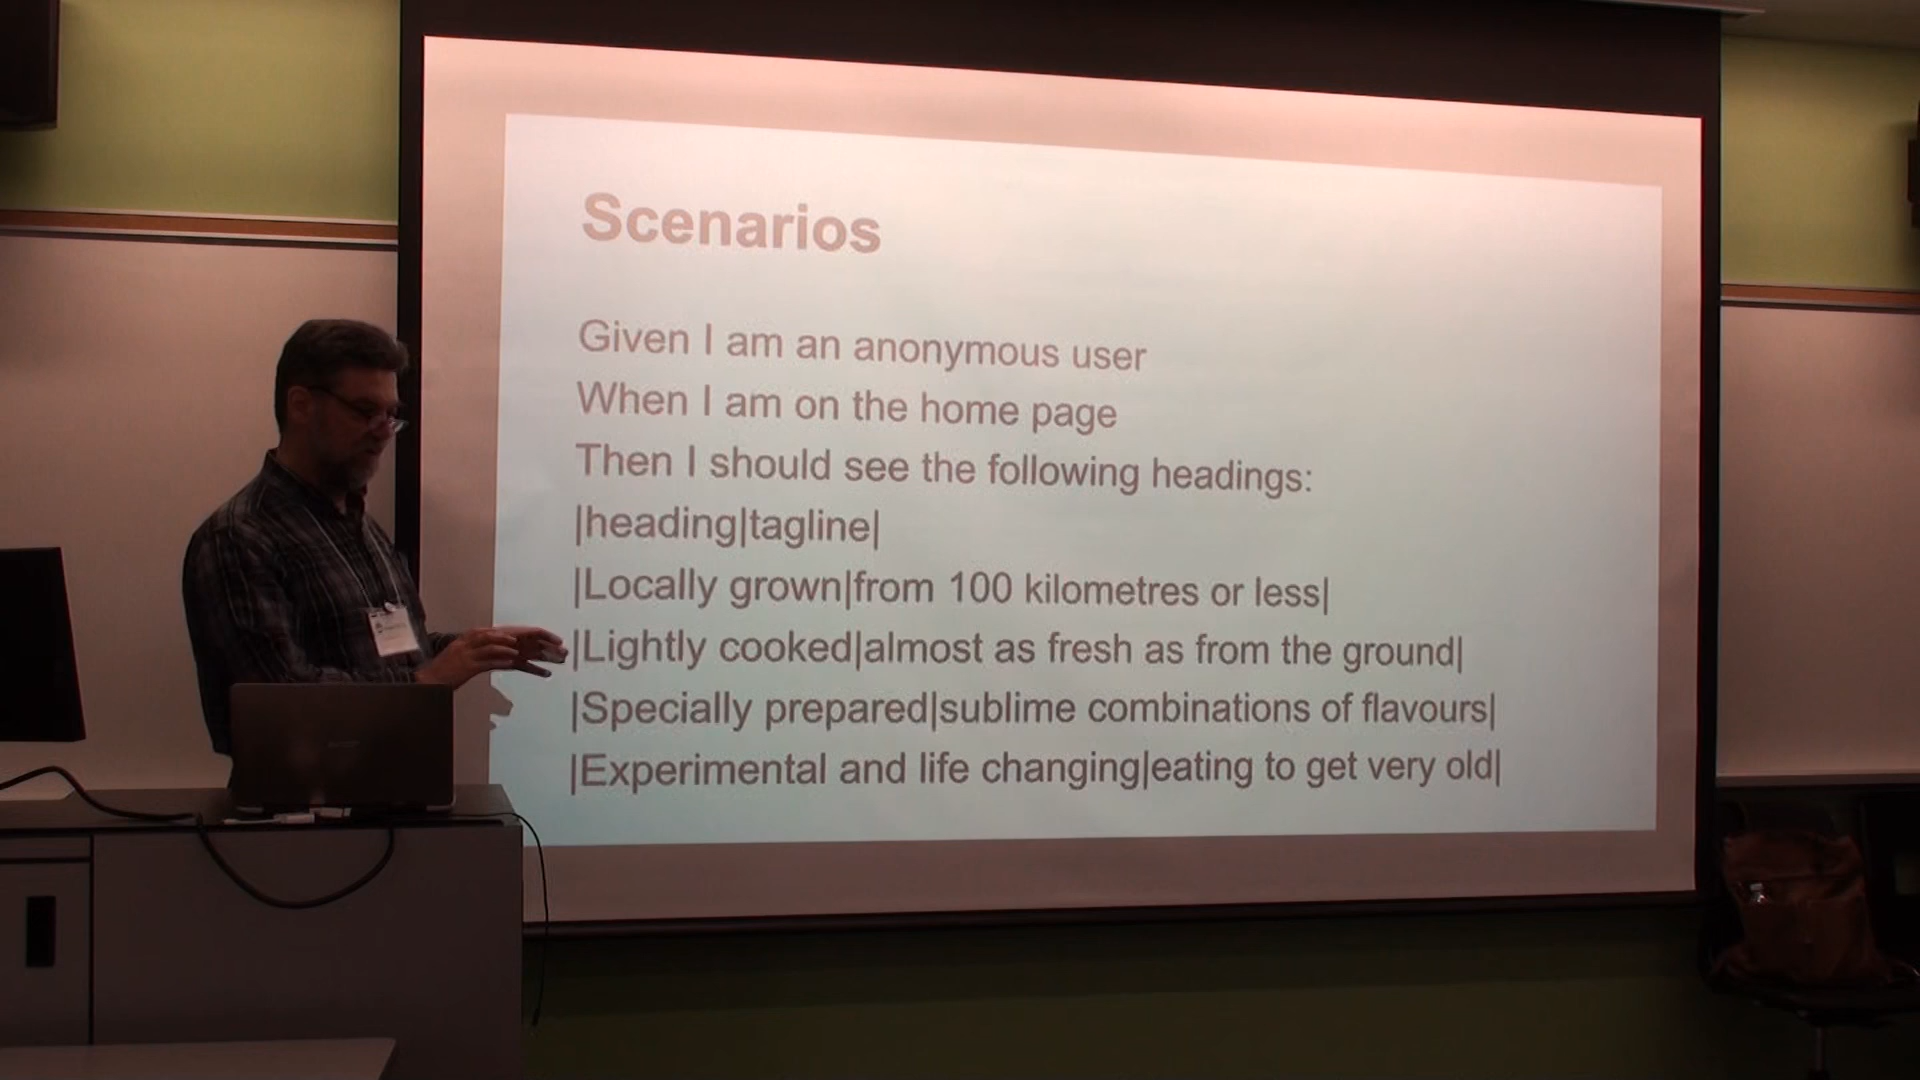 Scenarios
Given I am an anonymous user
When I am on the home page
Then I should see the following headings:
|heading|tagline|
|Locally grown|from 100 kilometres or less|
|Lightly cooked|almost as fresh as from the ground|
|Specially prepared|sublime combinations of flavours|
|Experimental and life changing|eating to get very old|